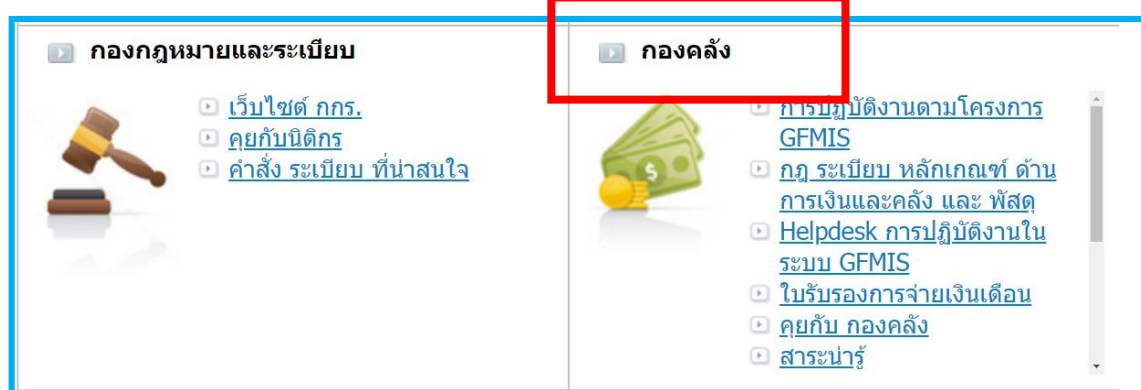 กองกฎหมายและระเบียบ
เว็บไซต์ กกร.
คุยกับนิติกร
คำสั่ง ระเบียบ ที่น่าสนใจ
กองคลัง
การปฏิบัติงานตามโครงการ
GFMIS
กฎ ระเบียบ หลักเกณฑ์ ด้าน
การเงินและคลัง และ พัสดุ
Helpdesk การปฏิบัติงานใน
ระบบ GFMIS
ใบรับรองการจ่ายเงินเดือน
คุยกับ กองคลัง
สาระน่ารู้